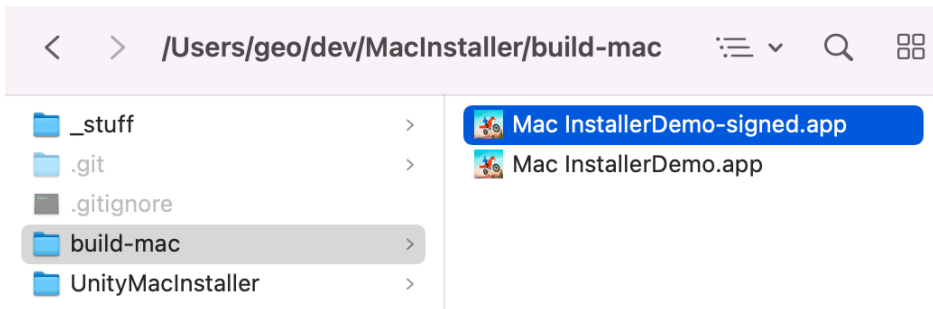 /Users/geo/dev/MacInstaller/build-mac
_stuff
.git
.gitignore
build-mac
UnityMacInstaller
Mac InstallerDemo-signed.app
Mac InstallerDemo.app